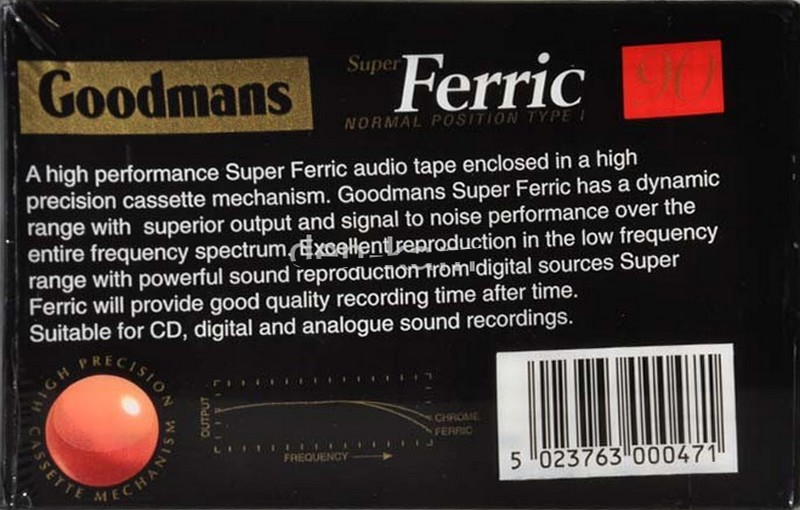 Goodmans
Super Ferric
NORMAL POSITION TYPE I
90
A high performance Super Ferric audio tape enclosed in a high
precision cassette mechanism. Goodmans Super Ferric has a dynamic
range with superior output and signal to noise performance over the
entire frequency spectrum. Excellent reproduction in the low frequency
range with powerful sound reproduction from digital sources Super
Ferric will provide good quality recording time after time.
Suitable for CD, digital and analogue sound recordings.
HIGH PRECISION
CASSETTE MECHANISM
OUTPUT
CHROME
FERRIC
FREQUENCY
5 023763 000471